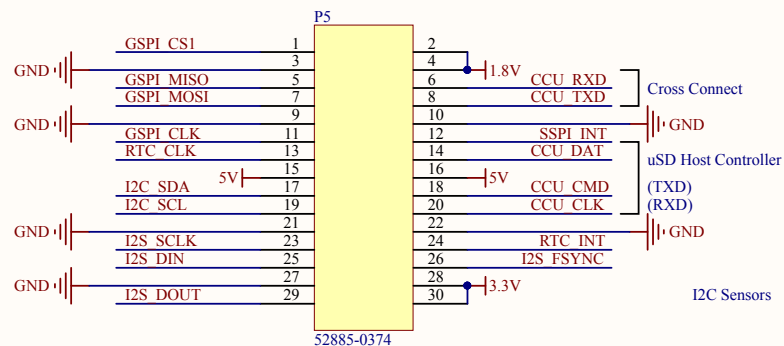 P5
GSPI_CS1 1 2
GND 3 4 1.8V
GSPI_MISO 5 6 CCU_RXD
Cross Connect
GSPI_MOSI 7 8 CCU_TXD
GND 9 10 GND
GSPI_CLK 11 12 SSPI_INT
RTC_CLK 13 14 CCU_DAT
uSD Host Controller
5V 15 16 5V
I2C_SDA 17 18 CCU_CMD (TXD)
I2C_SCL 19 20 CCU_CLK (RXD)
GND 21 22 GND
I2S_SCLK 23 24 RTC_INT
I2S_DIN 25 26 I2S_FSYNC
GND 27 28 3.3V
I2S_DOUT 29 30
I2C Sensors
52885-0374